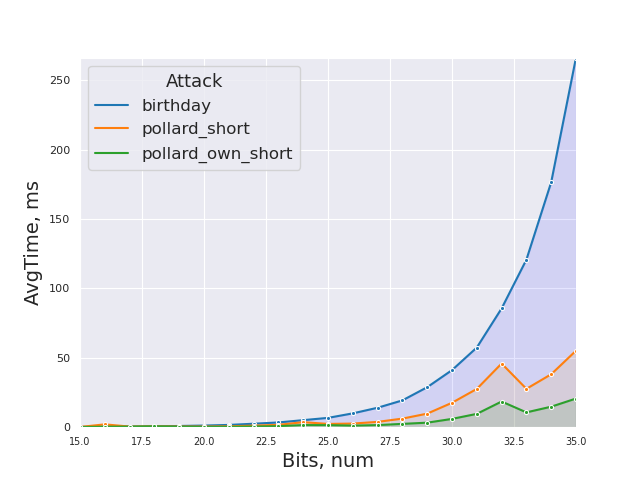 Attack
birthday
pollard_short
pollard_own_short
AvgTime, ms
250
200
150
100
50
0
15.0 17.5 20.0 22.5 25.0 27.5 30.0 32.5 35.0
Bits, num